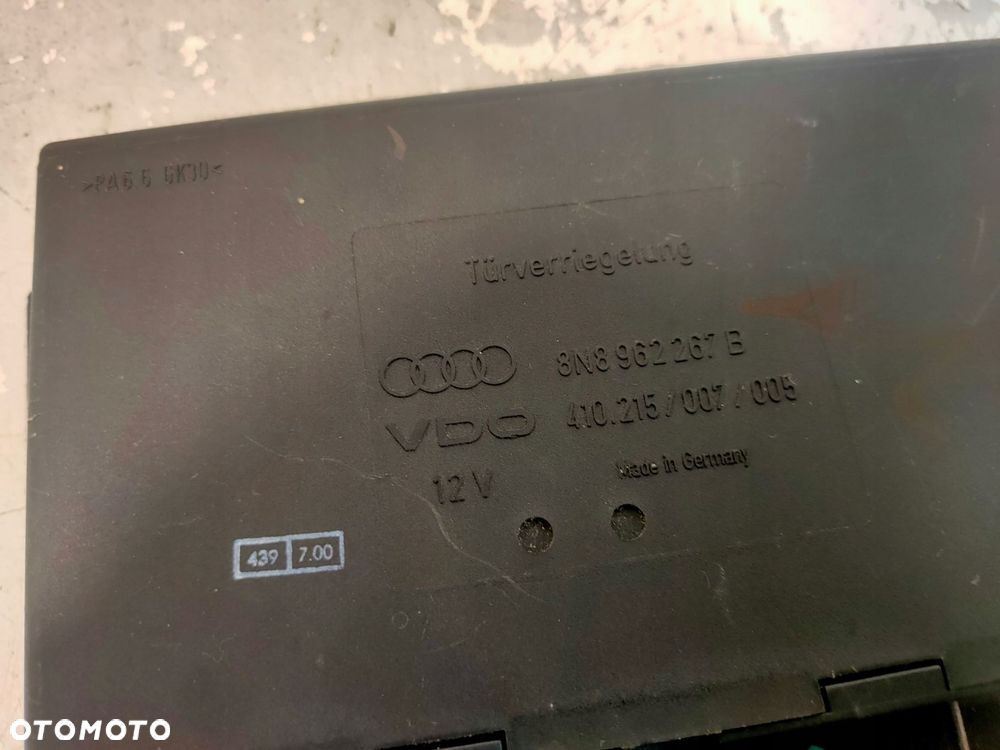 >PA6 6 GK30<
Türverriegelung
8N8 962 267 B
VDO 410.215/007/005
12V Made in Germany
439 7.00
OTOMOTO